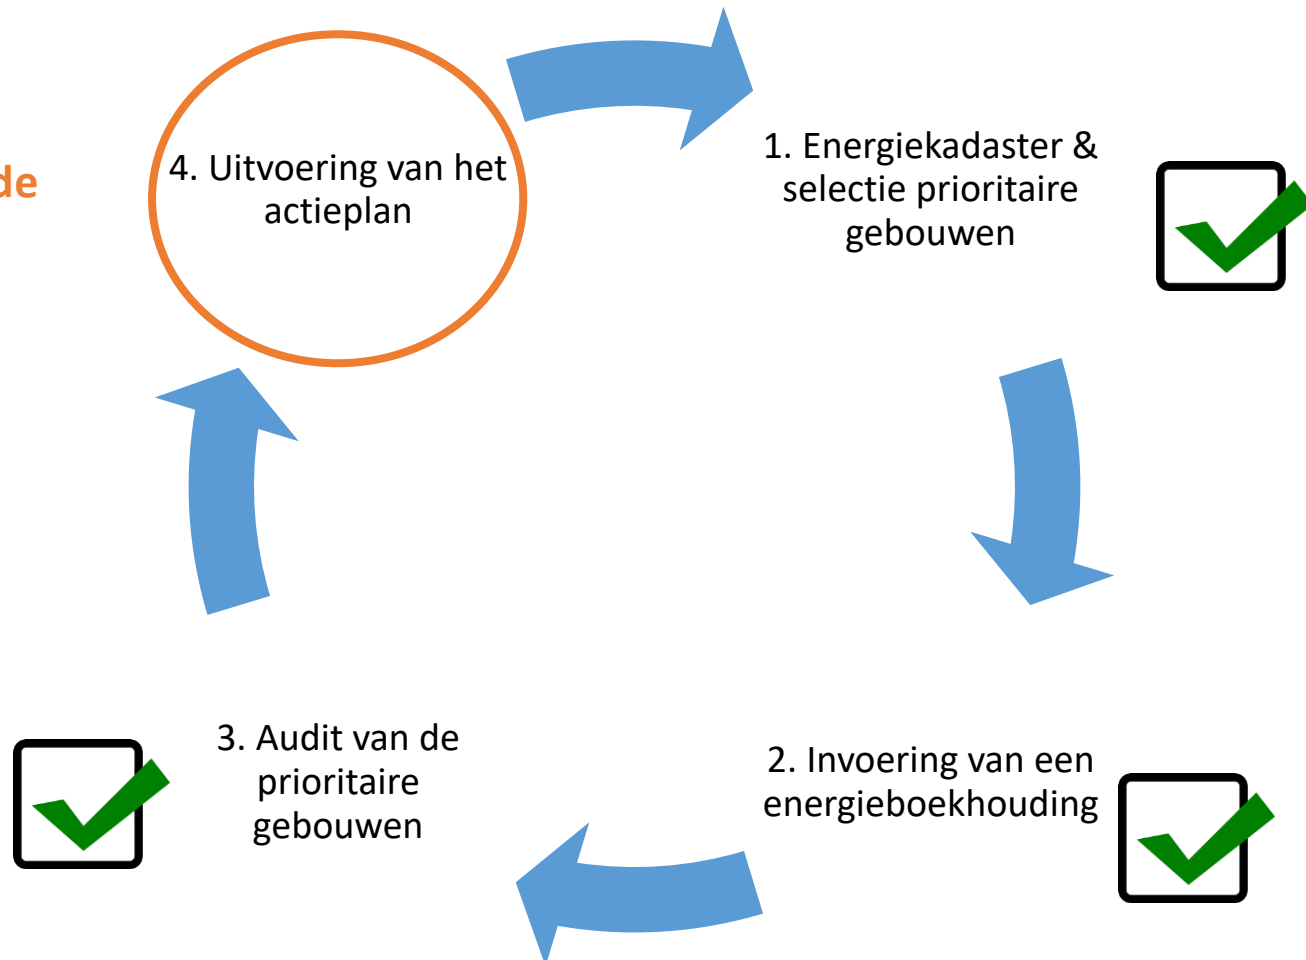 de
4. Uitvoering van het
actieplan
1. Energiekadaster &
selectie prioritaire
gebouwen
3. Audit van de
prioritaire
gebouwen
2. Invoering van een
energieboekhouding